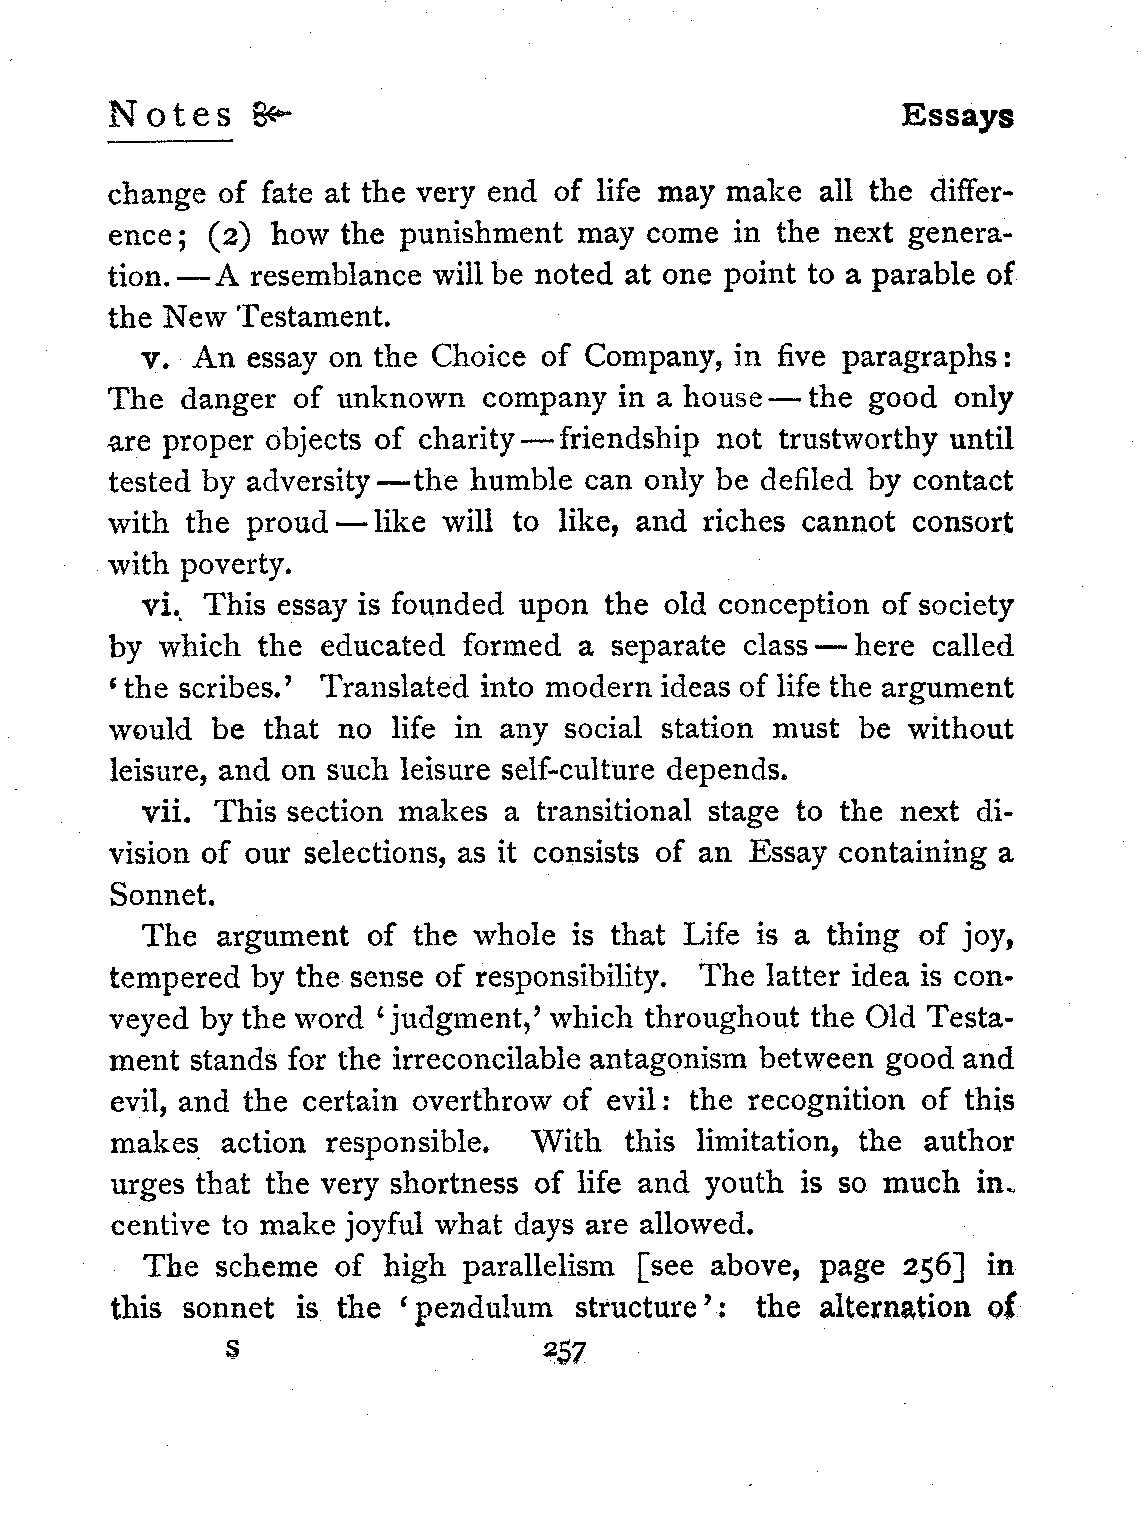 Notes Essays
change of fate at the very end of life may make all the differ-
ence; (2) how the punishment may come in the next genera-
tion. — A resemblance will be noted at one point to a parable of
the New Testament.
v. An essay on the Choice of Company, in five paragraphs:
The danger of unknown company in a house — the good only
are proper objects of charity — friendship not trustworthy until
tested by adversity — the humble can only be defiled by contact
with the proud — like will to like, and riches cannot consort
with poverty.
vi. This essay is founded upon the old conception of society
by which the educated formed a separate class — here called
‘the scribes.’ Translated into modern ideas of life the argument
would be that no life in any social station must be without
leisure, and on such leisure self-culture depends.
vii. This section makes a transitional stage to the next di-
vision of our selections, as it consists of an Essay containing a
Sonnet.
The argument of the whole is that Life is a thing of joy,
tempered by the sense of responsibility. The latter idea is con-
veyed by the word ‘judgment,’ which throughout the Old Testa-
ment stands for the irreconcilable antagonism between good and
evil, and the certain overthrow of evil: the recognition of this
makes action responsible. With this limitation, the author
urges that the very shortness of life and youth is so much in-
centive to make joyful what days are allowed.
The scheme of high parallelism [see above, page 256] in
this sonnet is the ‘pendulum structure’: the alternation of
S 257